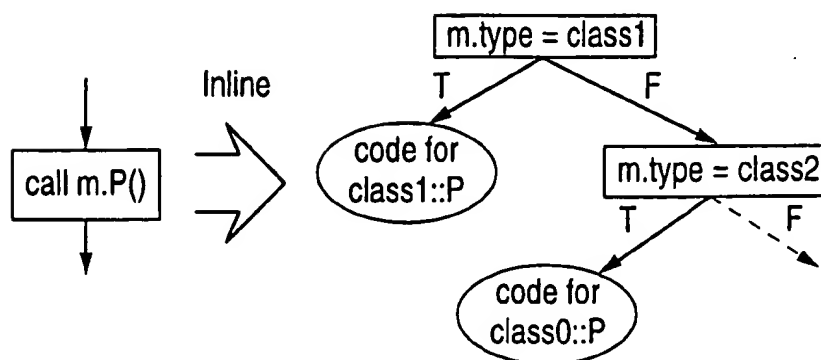 m.type = class1
Inline
T
F
code for
class1::P
call m.P()
m.type = class2
T
F
code for
class0::P